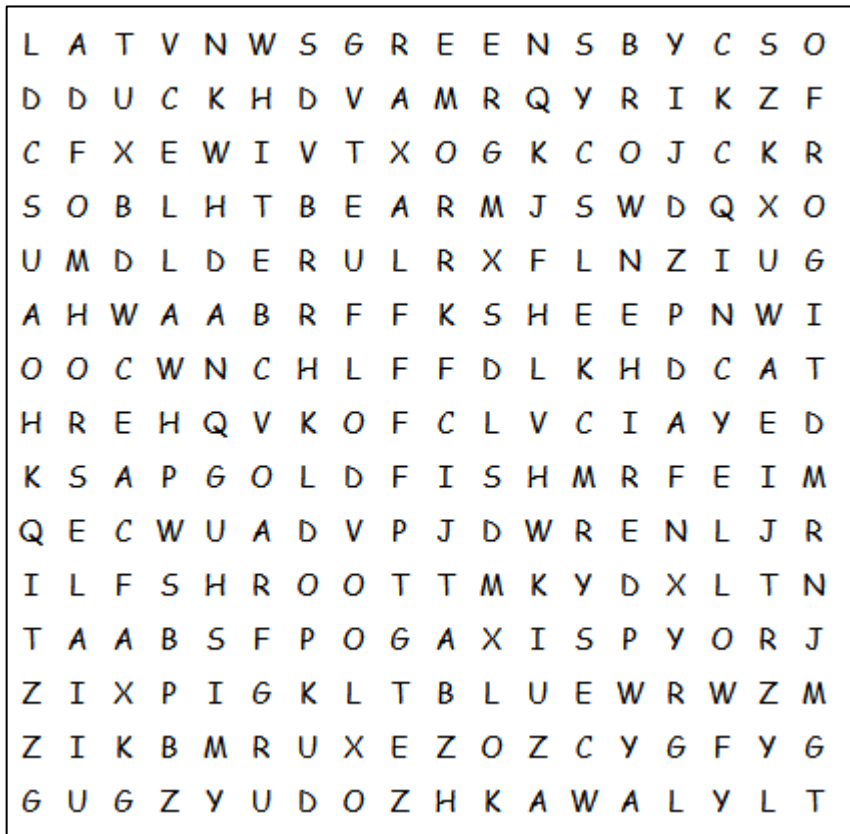 L A T V N W S G R E E N S B Y C S O
D D U C K H D V A M R Q Y R I K Z F
C F X E W I V T X O G K C O J C K R
S O B L H T B E A R M J S W D Q X O
U M D L D E R U L R X F L N Z I U G
A H W A A B R F F K S H E E P N W I
O O C W N C H L F F D L K H D C A T
H R E H Q V K O F C L V C I A Y E D
K S A P G O L D F I S H M R F E I M
Q E C W U A D V P J D W R E N L J R
I L F S H R O O T T M K Y D X L T N
T A A B S F P O G A X I S P Y O R J
Z I X P I G K L T B L U E W R W Z M
Z I K B M R U X E Z O Z C Y G F Y G
G U G Z Y U D O Z H K A W A L Y L T